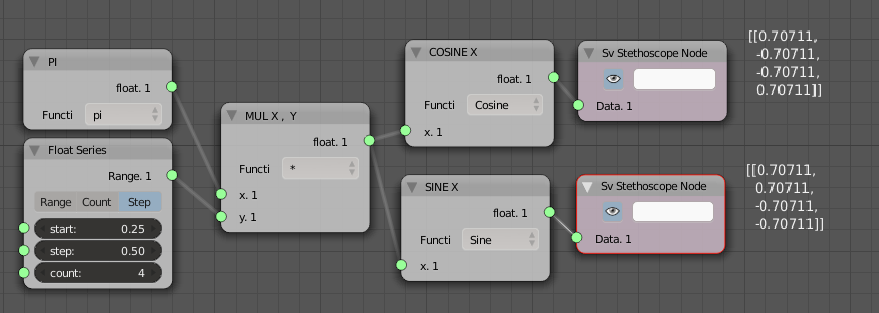 PI
float. 1
Functi pi
Float Series
Range. 1
Range Count Step
start: 0.25
step: 0.50
count: 4
MUL X , Y
float. 1
Functi *
x. 1
y. 1
COSINE X
float. 1
Functi Cosine
x. 1
Sv Stethoscope Node
Data. 1
[[0.70711,
-0.70711,
-0.70711,
0.70711]]
SINE X
float. 1
Functi Sine
x. 1
Sv Stethoscope Node
Data. 1
[[0.70711,
0.70711,
-0.70711,
-0.70711]]